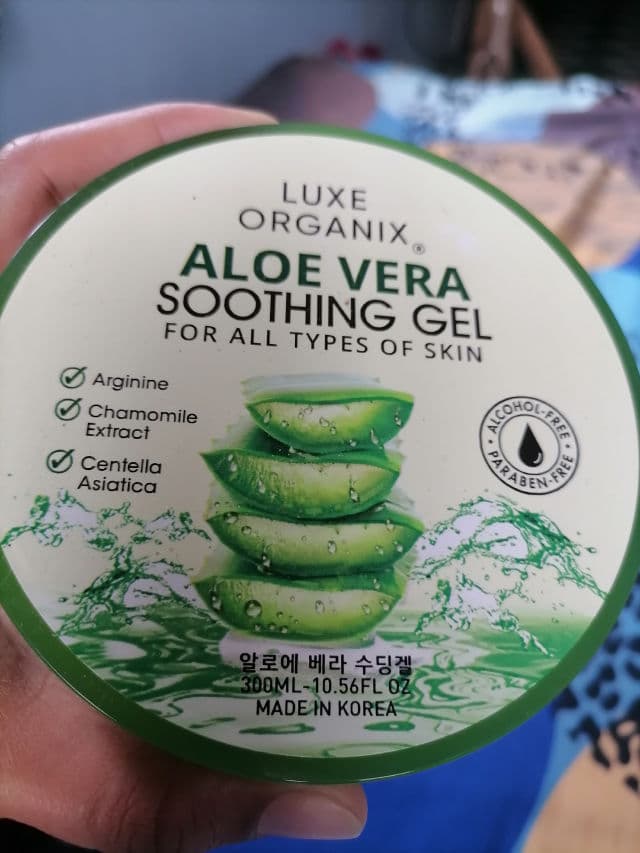 LUXE
ORGANIX®
ALOE VERA
SOOTHING GEL
FOR ALL TYPES OF SKIN
Arginine
Chamomile
Extract
Centella
Asiatica
ALCOHOL-FREE
PARABEN-FREE
알로에 베라 수딩겔
300ML-10.56FL OZ
MADE IN KOREA